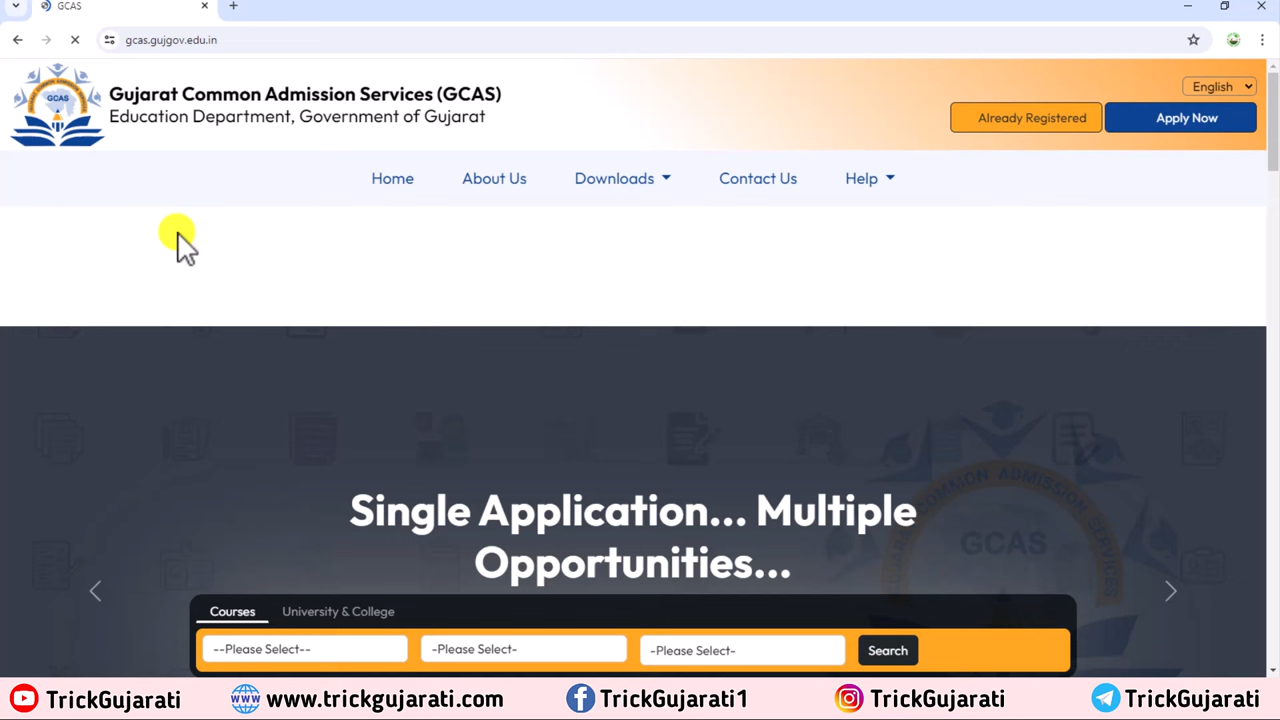 GCAS
gcas.gujgov.edu.in
GCAS
Gujarat Common Admission Services (GCAS)
Education Department, Government of Gujarat
English
Already Registered
Apply Now
Home
About Us
Downloads
Contact Us
Help
Single Application... Multiple
Opportunities...
GCAS
Courses
University & College
--Please Select--
-Please Select-
-Please Select-
Search
TrickGujarati
www.trickgujarati.com
TrickGujarati1
TrickGujarati
TrickGujarati